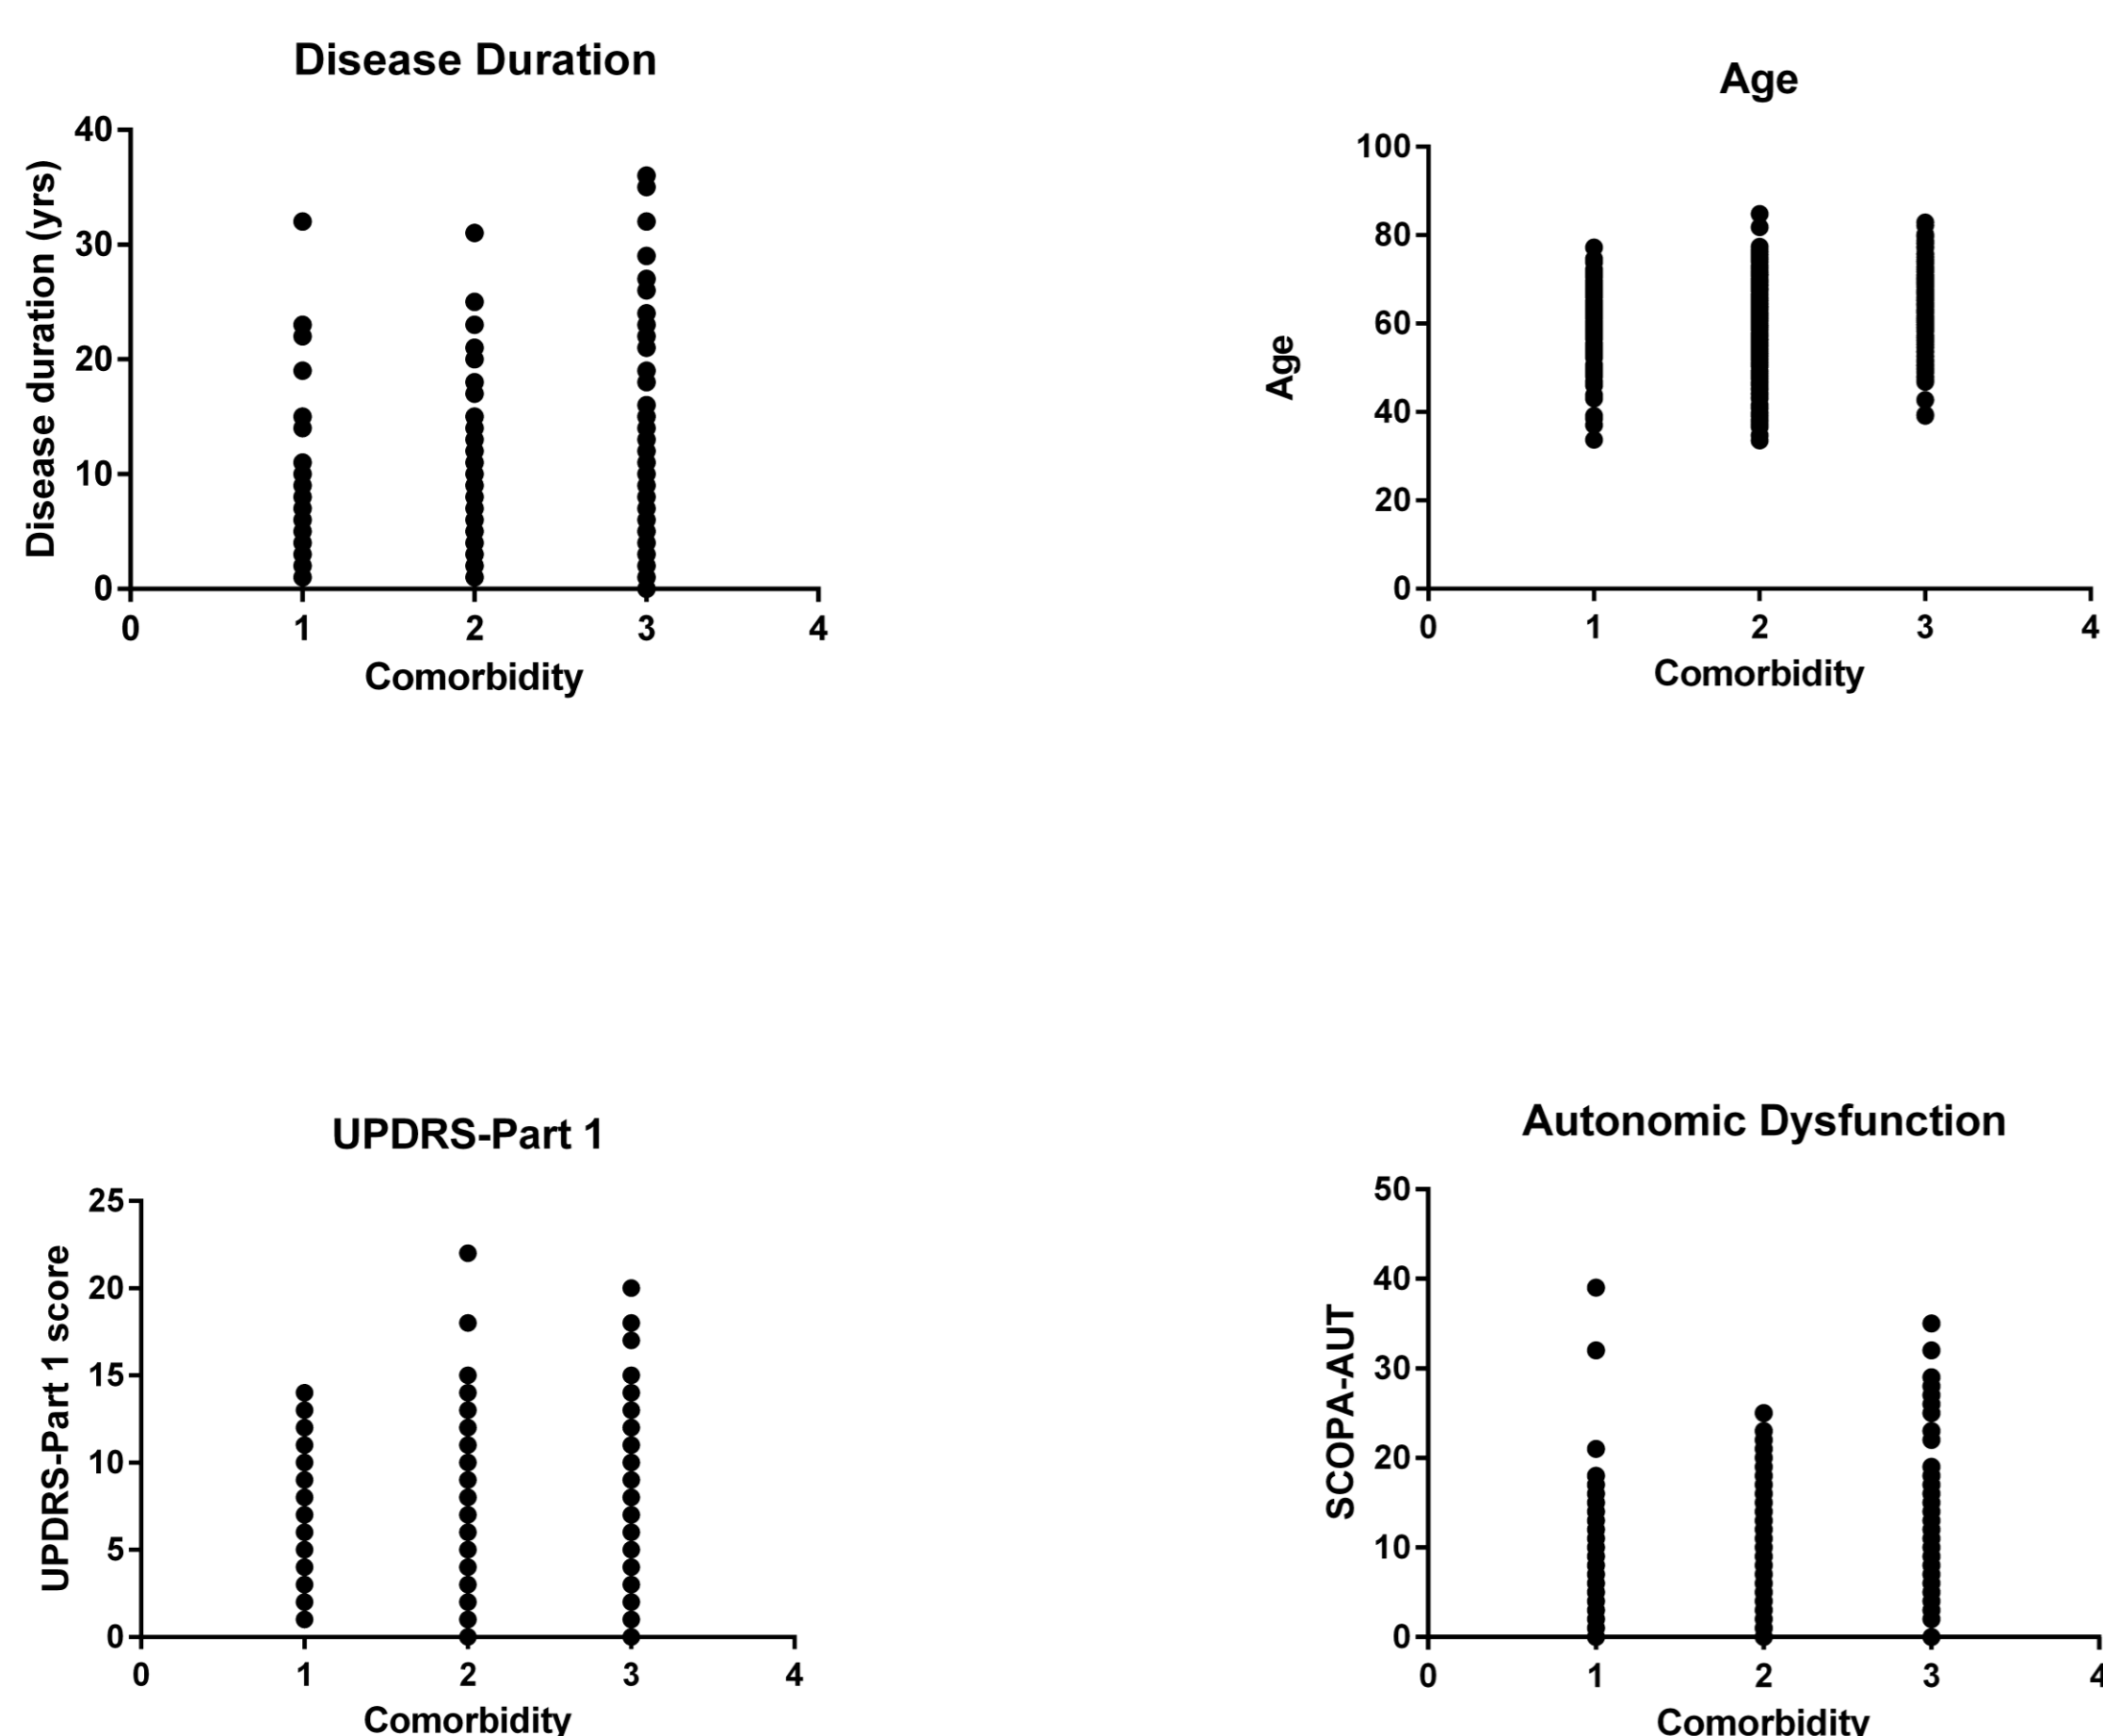 Disease Duration
Disease duration (yrs)
40
30
20
10
0
0 1 2 3 4
Comorbidity
Age
Age
100
80
60
40
20
0
0 1 2 3 4
Comorbidity
UPDRS-Part 1
UPDRS-Part 1 score
25
20
15
10
5
0
0 1 2 3 4
Comorbidity
Autonomic Dysfunction
SCOPA-AUT
50
40
30
20
10
0
0 1 2 3 4
Comorbidity